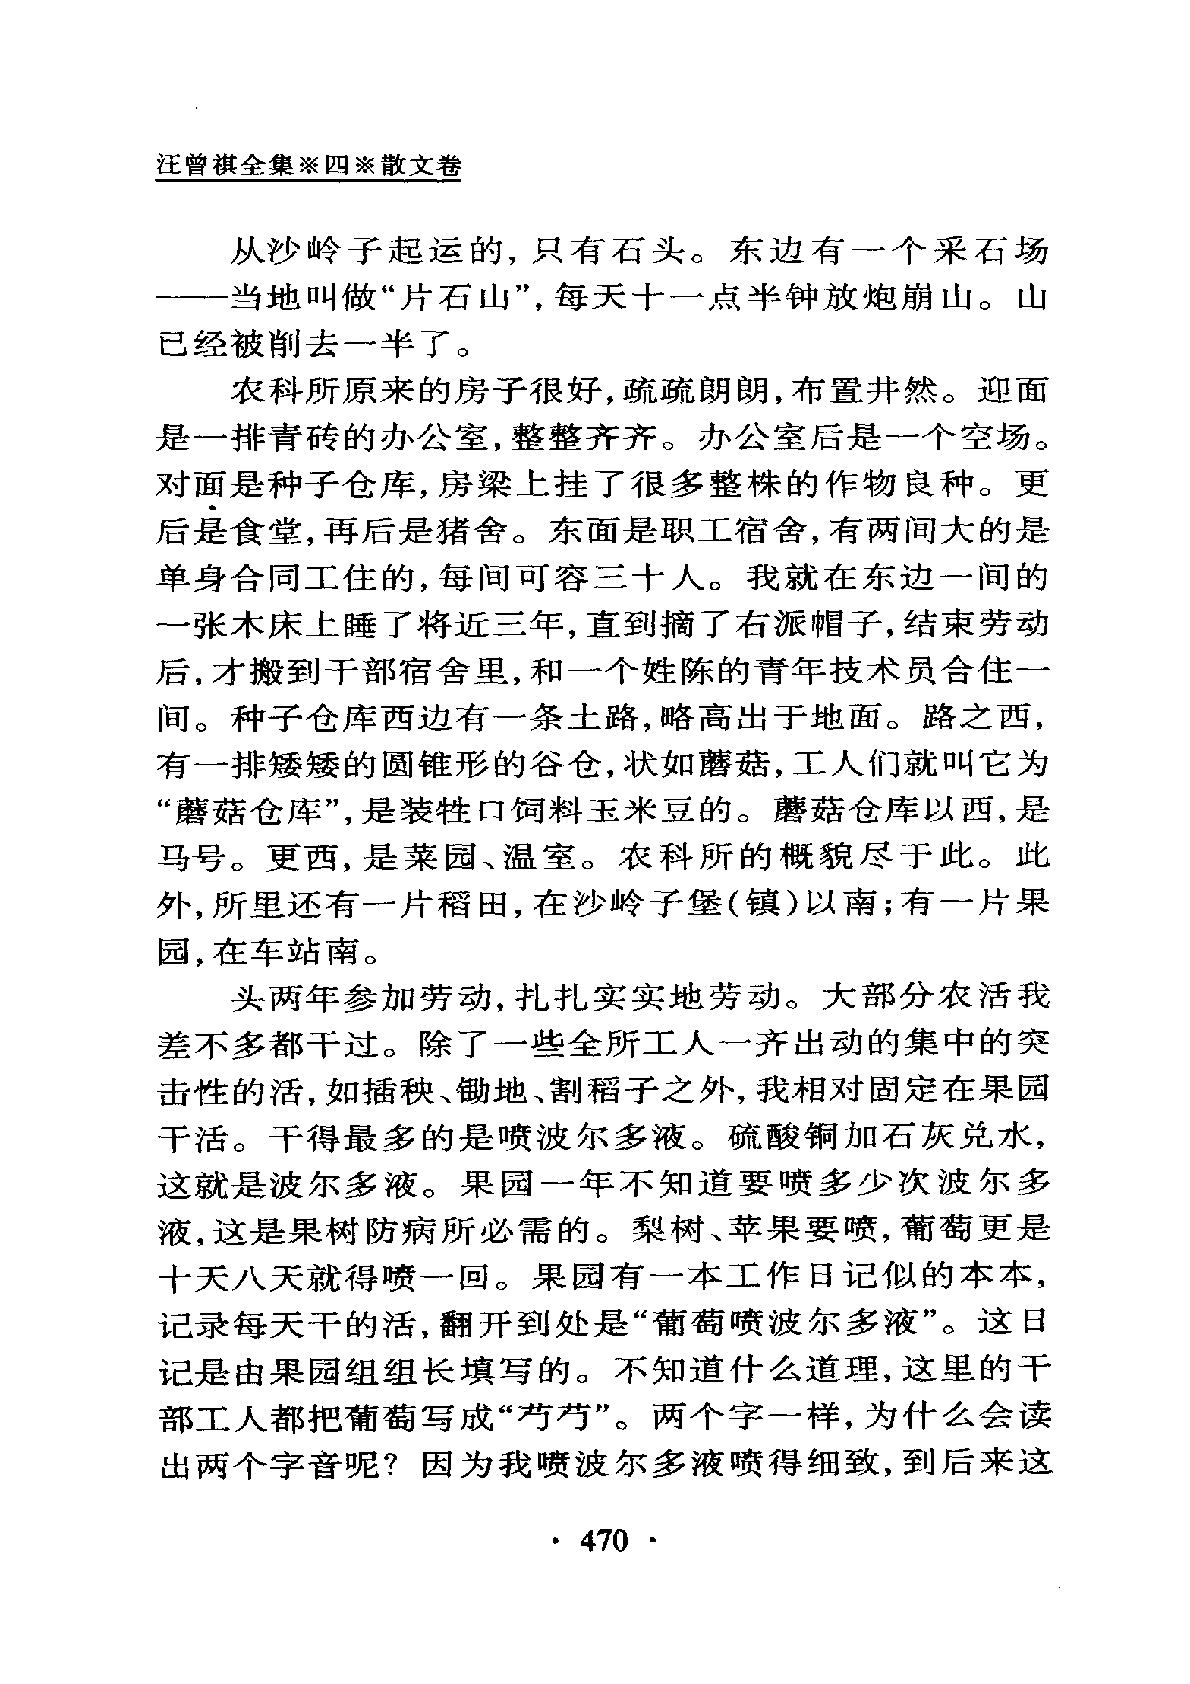 汪曾祺全集※四※散文卷
从沙岭子起运的,只有石头。东边有一个采石场
——当地叫做“片石山”,每天十一点半钟放炮崩山。山
已经被削去一半了。
农科所原来的房子很好,疏疏朗朗,布置井然。迎面
是一排青砖的办公室,整整齐齐。办公室后是一个空场。
对面是种子仓库,房梁上挂了很多整株的作物良种。更
后是食堂,再后是猪舍。东面是职工宿舍,有两间大的是
单身合同工住的,每间可容三十人。我就在东边一间的
一张木床上睡了将近三年,直到摘了右派帽子,结束劳动
后,才搬到干部宿舍里,和一个姓陈的青年技术员合住一
间。种子仓库西边有一条土路,略高出于地面。路之西,
有一排矮矮的圆锥形的谷仓,状如蘑菇,工人们就叫它为
“蘑菇仓库”,是装牲口饲料玉米豆的。蘑菇仓库以西,是
马号。更西,是菜园、温室。农科所的概貌尽于此。此
外,所里还有一片稻田,在沙岭子堡(镇)以南;有一片果
园,在车站南。
头两年参加劳动,扎扎实实地劳动。大部分农活我
差不多都干过。除了一些全所工人一齐出动的集中的突
击性的活,如插秧、锄地、割稻子之外,我相对固定在果园
干活。干得最多的是喷波尔多液。硫酸铜加石灰兑水,
这就是波尔多液。果园一年不知道要喷多少次波尔多
液,这是果树防病所必需的。梨树、苹果要喷,葡萄更是
十天八天就得喷一回。果园有一本工作日记似的本本,
记录每天干的活,翻开到处是“葡萄喷波尔多液”。这日
记是由果园组组长填写的。不知道什么道理,这里的干
部工人都把葡萄写成“芍芍”。两个字一样,为什么会读
出两个字音呢? 因为我喷波尔多液喷得细致,到后来这
· 470 ·